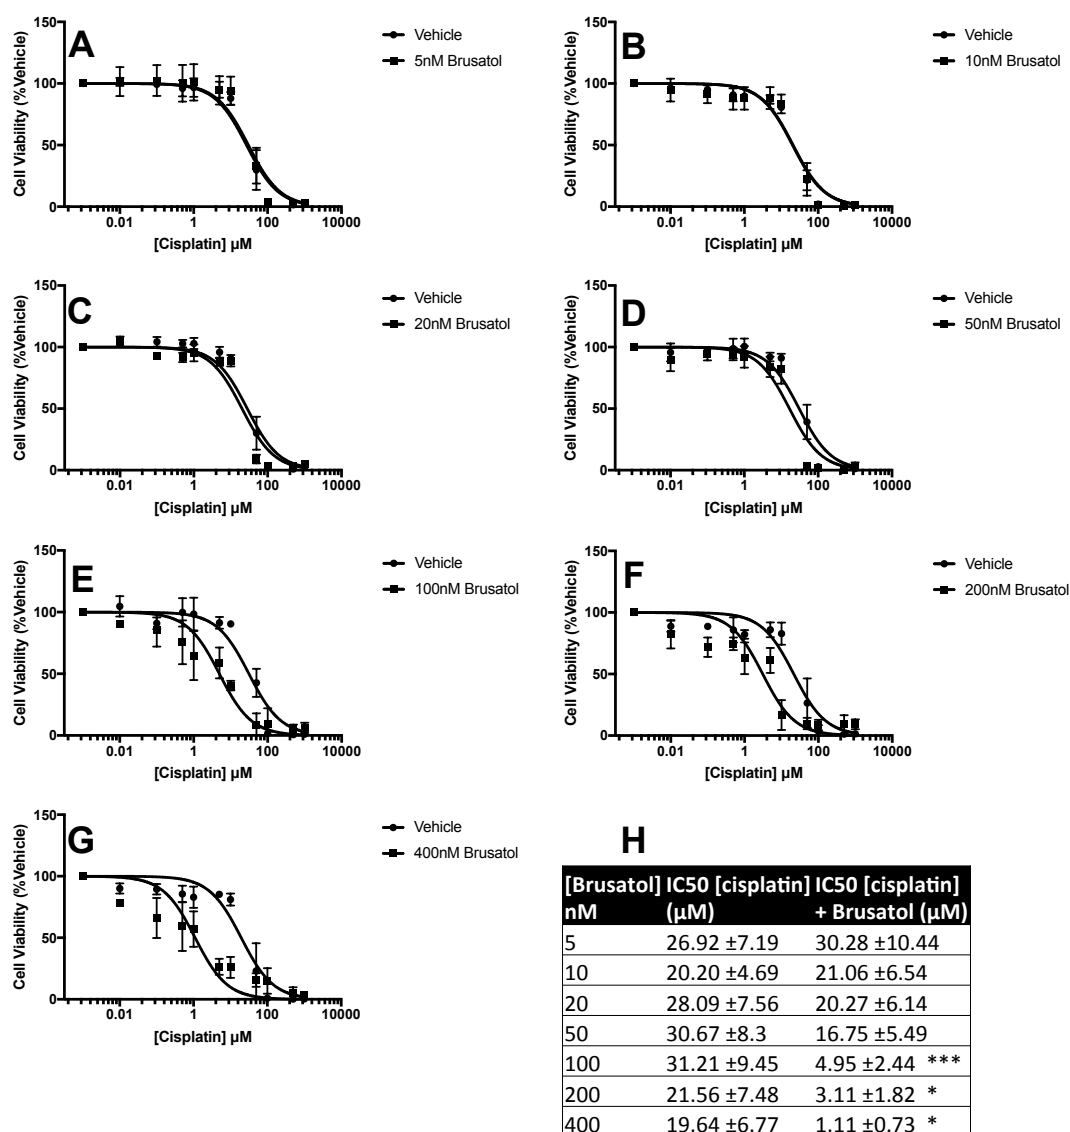 A
150
100
50
0
Cell Viability (%Vehicle)
0.01 1 100 10000
[Cisplatin] µM
Vehicle
5nM Brusatol
B
150
100
50
0
Cell Viability (%Vehicle)
0.01 1 100 10000
[Cisplatin] µM
Vehicle
10nM Brusatol
C
150
100
50
0
Cell Viability (%Vehicle)
0.01 1 100 10000
[Cisplatin] µM
Vehicle
20nM Brusatol
D
150
100
50
0
Cell Viability (%Vehicle)
0.01 1 100 10000
[Cisplatin] µM
Vehicle
50nM Brusatol
E
150
100
50
0
Cell Viability (%Vehicle)
0.01 1 100 10000
[Cisplatin] µM
Vehicle
100nM Brusatol
F
150
100
50
0
Cell Viability (%Vehicle)
0.01 1 100 10000
[Cisplatin] µM
Vehicle
200nM Brusatol
G
150
100
50
0
Cell Viability (%Vehicle)
0.01 1 100 10000
[Cisplatin] µM
Vehicle
400nM Brusatol
H
[Brusatol] IC50 [cisplatin] IC50 [cisplatin]
nM (µM) + Brusatol (µM)
5 26.92 ±7.19 30.28 ±10.44
10 20.20 ±4.69 21.06 ±6.54
20 28.09 ±7.56 20.27 ±6.14
50 30.67 ±8.3 16.75 ±5.49
100 31.21 ±9.45 4.95 ±2.44 ***
200 21.56 ±7.48 3.11 ±1.82 *
400 19.64 ±6.77 1.11 ±0.73 *